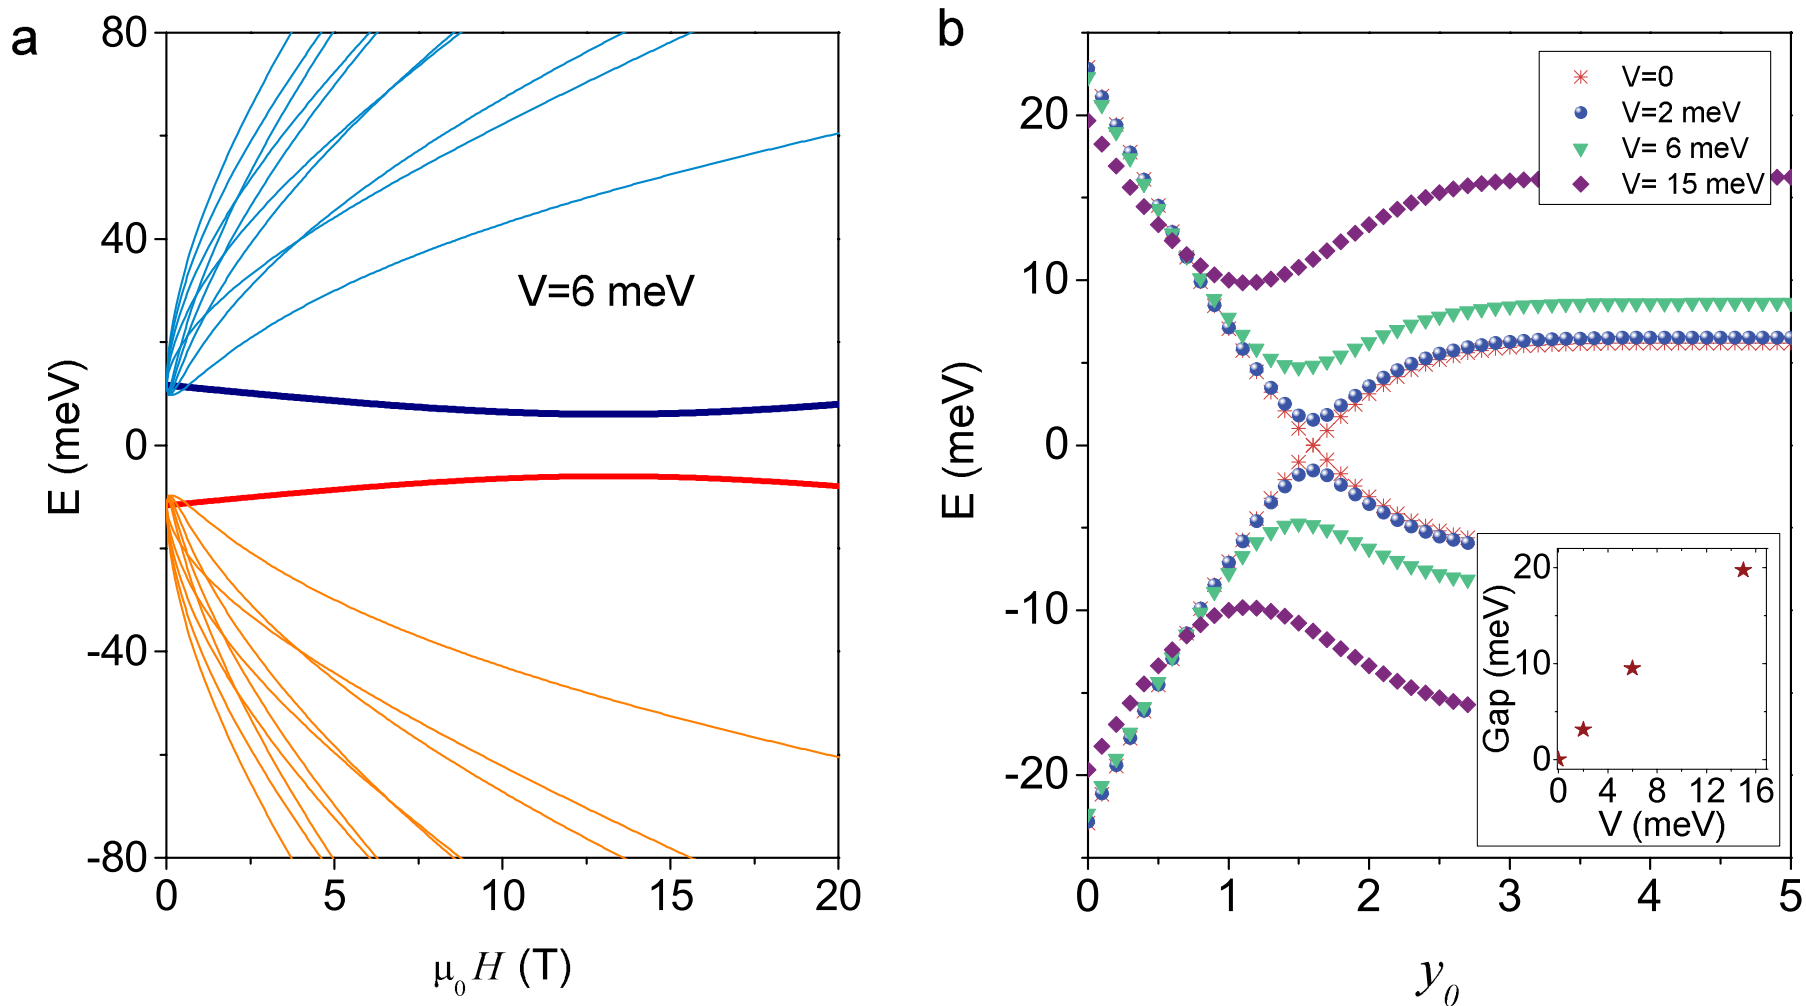 a
80
40
0
-40
-80
E (meV)
V=6 meV
0
5
10
15
20
μ0 H (T)
b
20
10
0
-10
-20
E (meV)
V=0
V=2 meV
V= 6 meV
V= 15 meV
20
10
0
Gap (meV)
0 4 8 12 16
V (meV)
0
1
2
3
4
5
y0